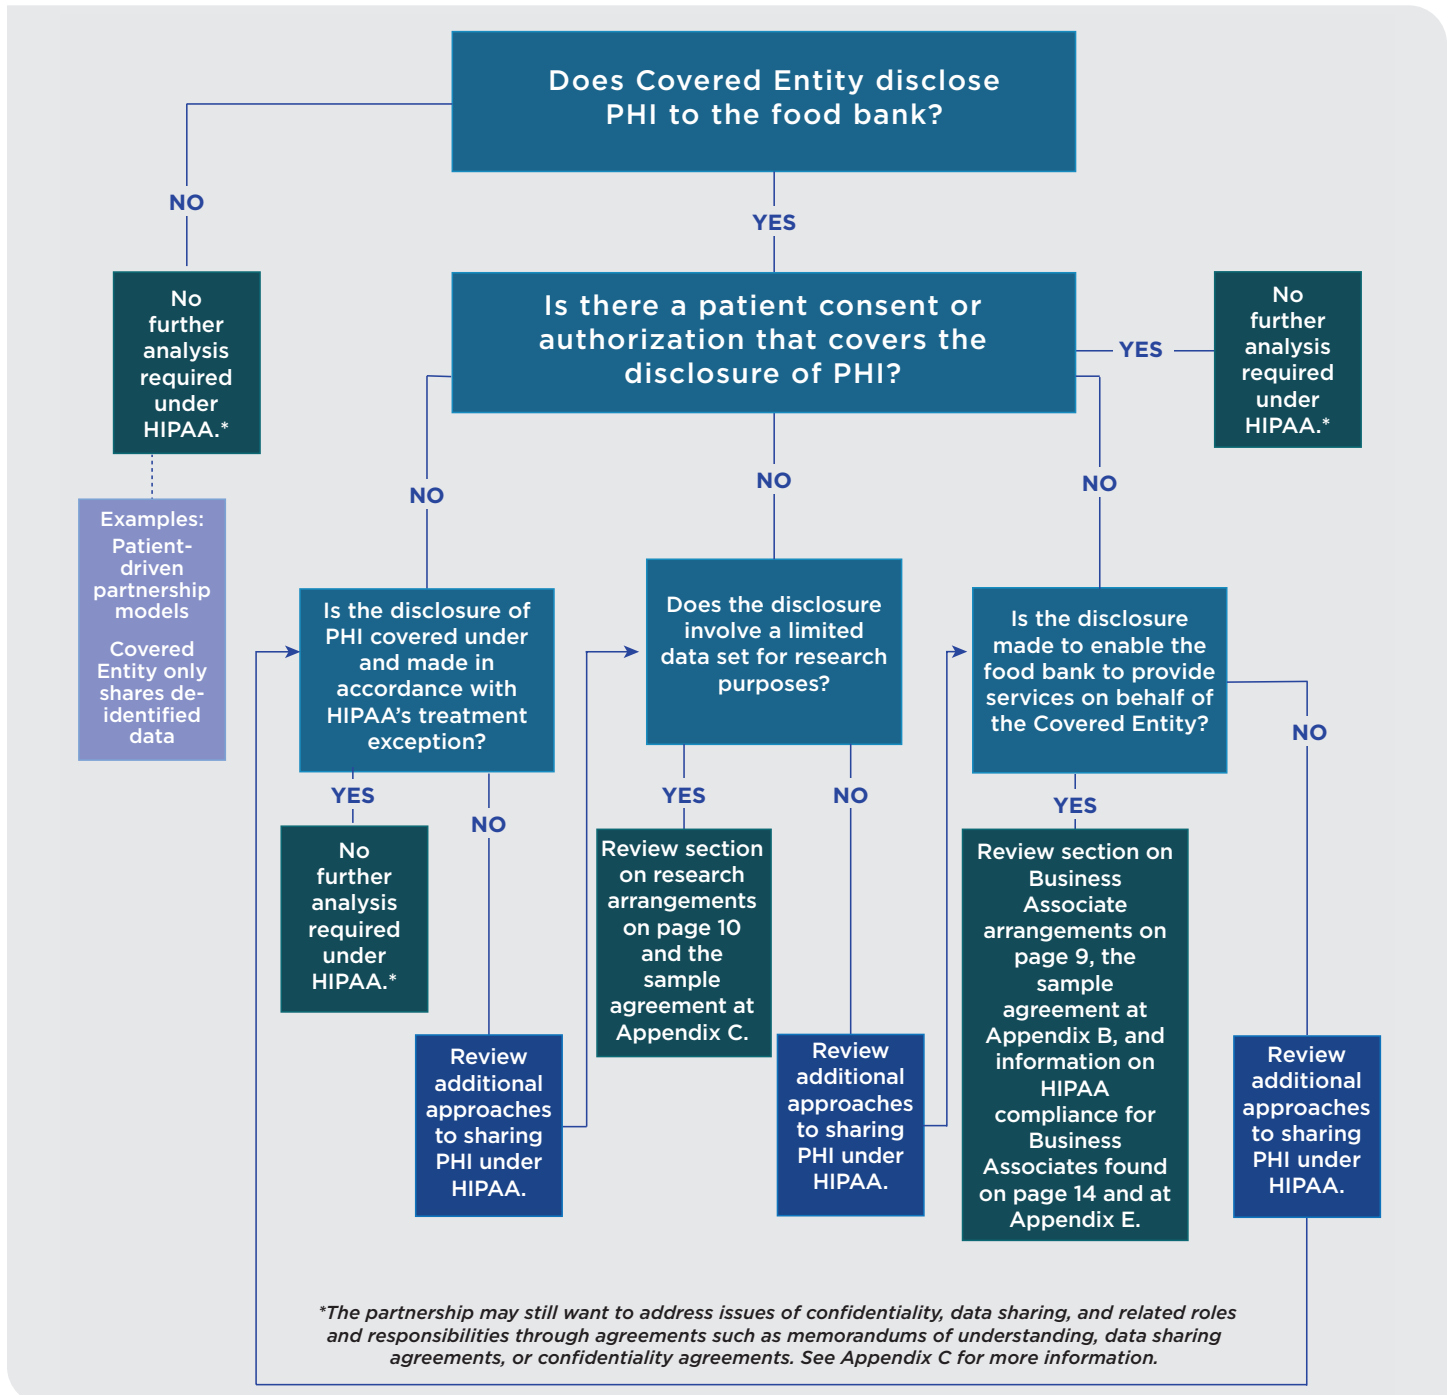 Does Covered Entity disclose
PHI to the food bank?
NO
YES
No
further
analysis
required
under
HIPAA.*
Is there a patient consent or
authorization that covers the
disclosure of PHI?
YES
No
further
analysis
required
under
HIPAA.*
Examples:
Patient-
driven
partnership
models
Covered
Entity only
shares de-
identified
data
NO
NO
NO
Is the disclosure of
PHI covered under
and made in
accordance with
HIPAA’s treatment
exception?
Does the disclosure
involve a limited
data set for research
purposes?
Is the disclosure
made to enable the
food bank to provide
services on behalf of
the Covered Entity?
YES
NO
YES
NO
YES
NO
No
further
analysis
required
under
HIPAA.*
Review
additional
approaches
to sharing
PHI under
HIPAA.
Review section
on research
arrangements
on page 10
and the
sample
agreement at
Appendix C.
Review
additional
approaches
to sharing
PHI under
HIPAA.
Review section on
Business
Associate
arrangements on
page 9, the
sample
agreement at
Appendix B, and
information on
HIPAA
compliance for
Business
Associates found
on page 14 and at
Appendix E.
Review
additional
approaches
to sharing
PHI under
HIPAA.
*The partnership may still want to address issues of confidentiality, data sharing, and related roles
and responsibilities through agreements such as memorandums of understanding, data sharing
agreements, or confidentiality agreements. See Appendix C for more information.